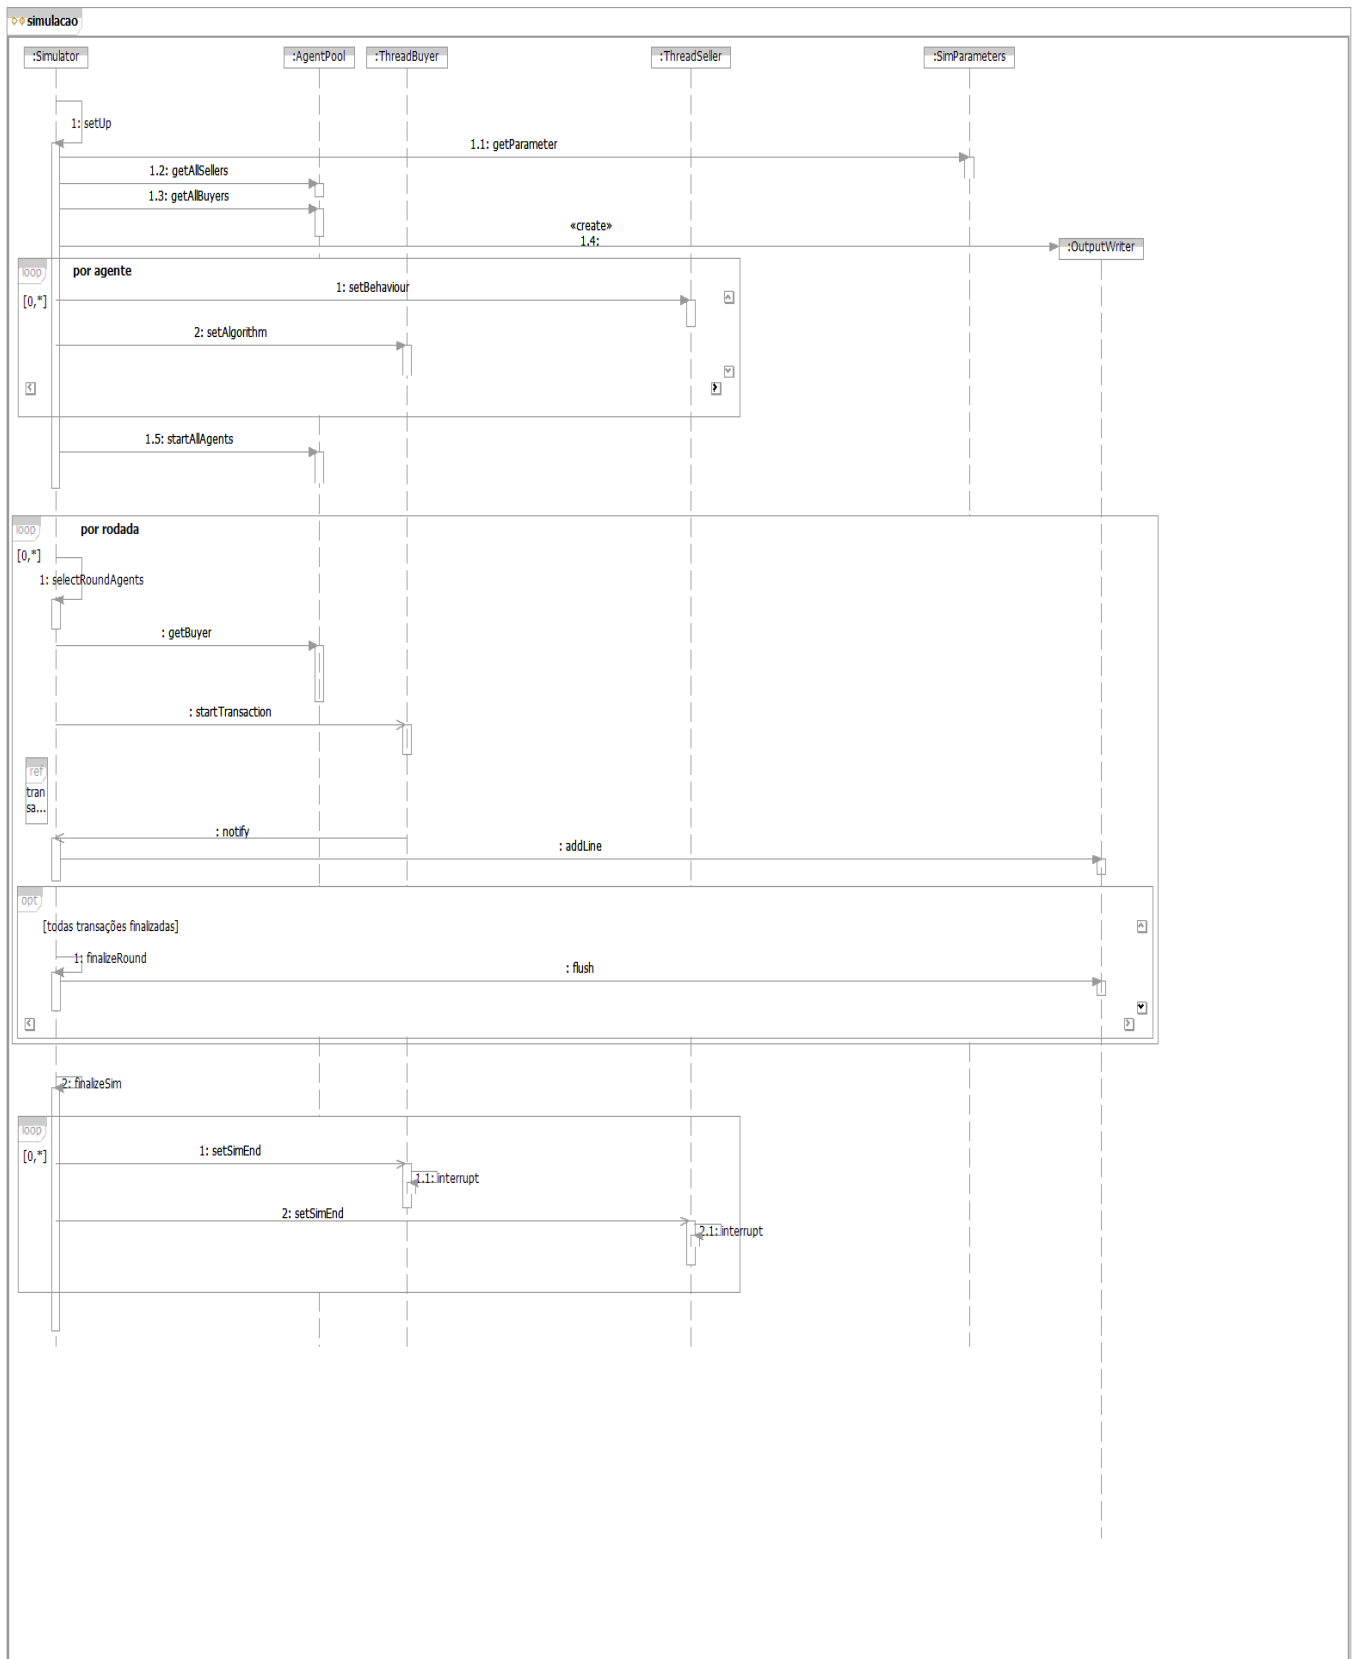 simulacao
:Simulator
:AgentPool
:ThreadBuyer
:ThreadSeller
:SimParameters
1: setUp
1.1: getParameter
1.2: getAllSellers
1.3: getAllBuyers
«create»
1.4:
:OutputWriter
loop
por agente
1: setBehaviour
[0,*]
2: setAlgorithm
1.5: startAllAgents
loop
por rodada
[0,*]
1: selectRoundAgents
: getBuyer
: startTransaction
ref
tran
sa...
: notify
: addLine
opt
[todas transações finalizadas]
1: finalizeRound
: flush
2: finalizeSim
loop
1: setSimEnd
[0,*]
1.1: interrupt
2: setSimEnd
2.1: interrupt